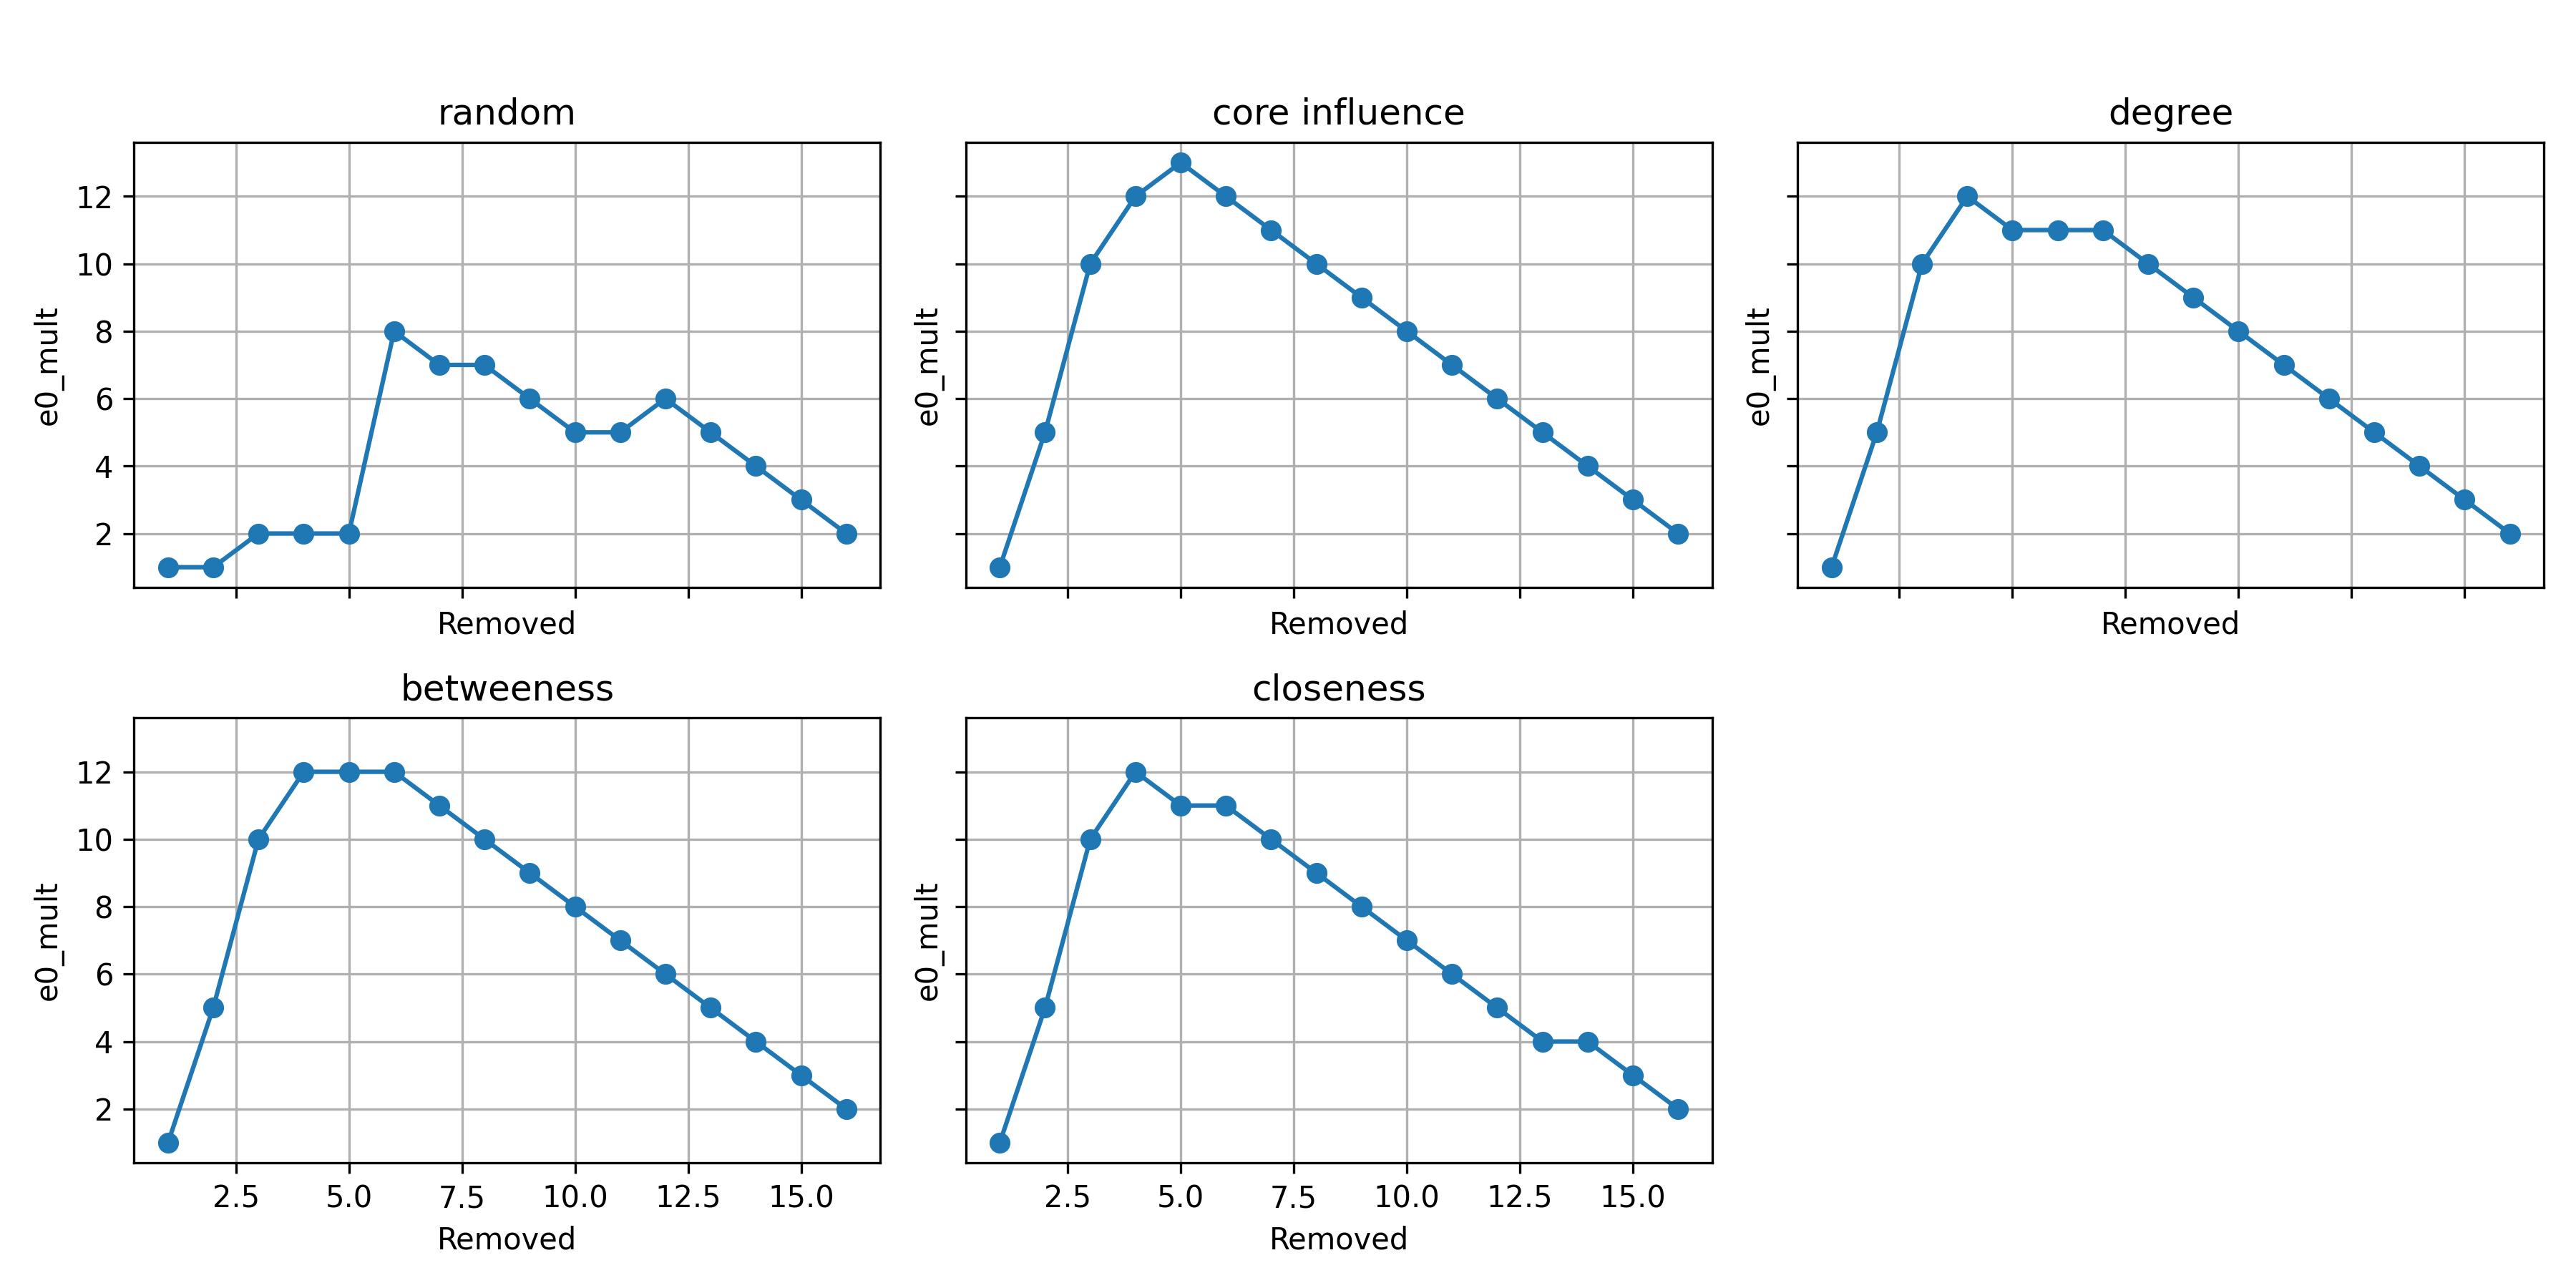 random
core influence
degree
12
10
8
6
4
2
e0_mult
e0_mult
e0_mult
Removed
Removed
Removed
betweeness
closeness
12
10
8
6
4
2
e0_mult
e0_mult
2.5 5.0 7.5 10.0 12.5 15.0
2.5 5.0 7.5 10.0 12.5 15.0
Removed
Removed